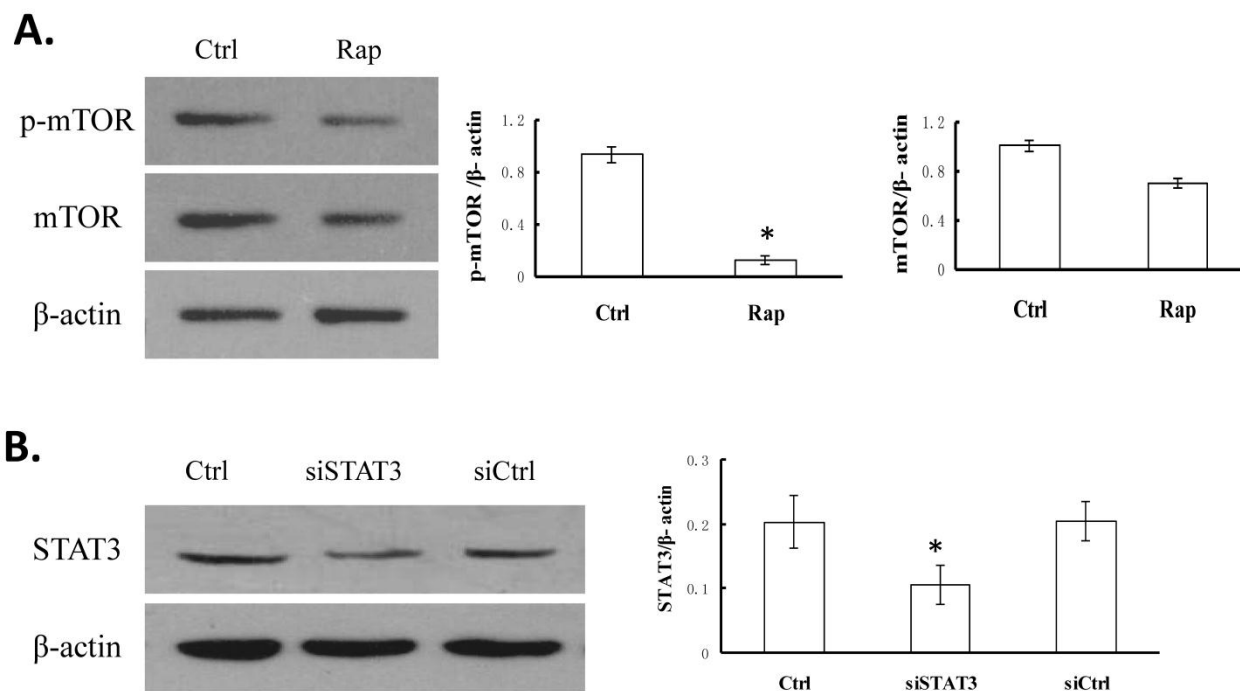 A.
Ctrl Rap
p-mTOR
mTOR
β-actin
p-mTOR /β- actin
1.2
0.8
0.4
0
*
Ctrl Rap
mTOR/β- actin
1.2
0.8
0.4
0
Ctrl Rap
B.
Ctrl siSTAT3 siCtrl
STAT3
β-actin
STAT3/β- actin
0.3
0.2
0.1
0
*
Ctrl siSTAT3 siCtrl